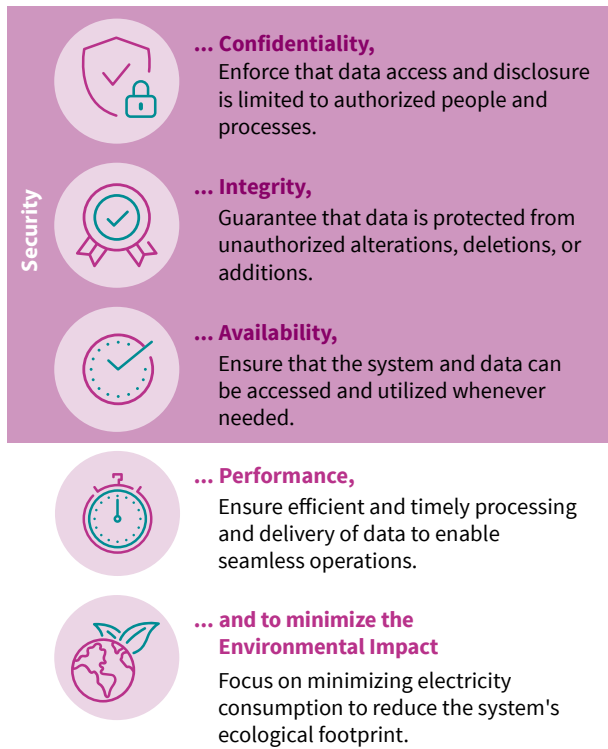 Security
... Confidentiality,
Enforce that data access and disclosure
is limited to authorized people and
processes.
... Integrity,
Guarantee that data is protected from
unauthorized alterations, deletions, or
additions.
... Availability,
Ensure that the system and data can
be accessed and utilized whenever
needed.
... Performance,
Ensure efficient and timely processing
and delivery of data to enable
seamless operations.
... and to minimize the
Environmental Impact
Focus on minimizing electricity
consumption to reduce the system's
ecological footprint.